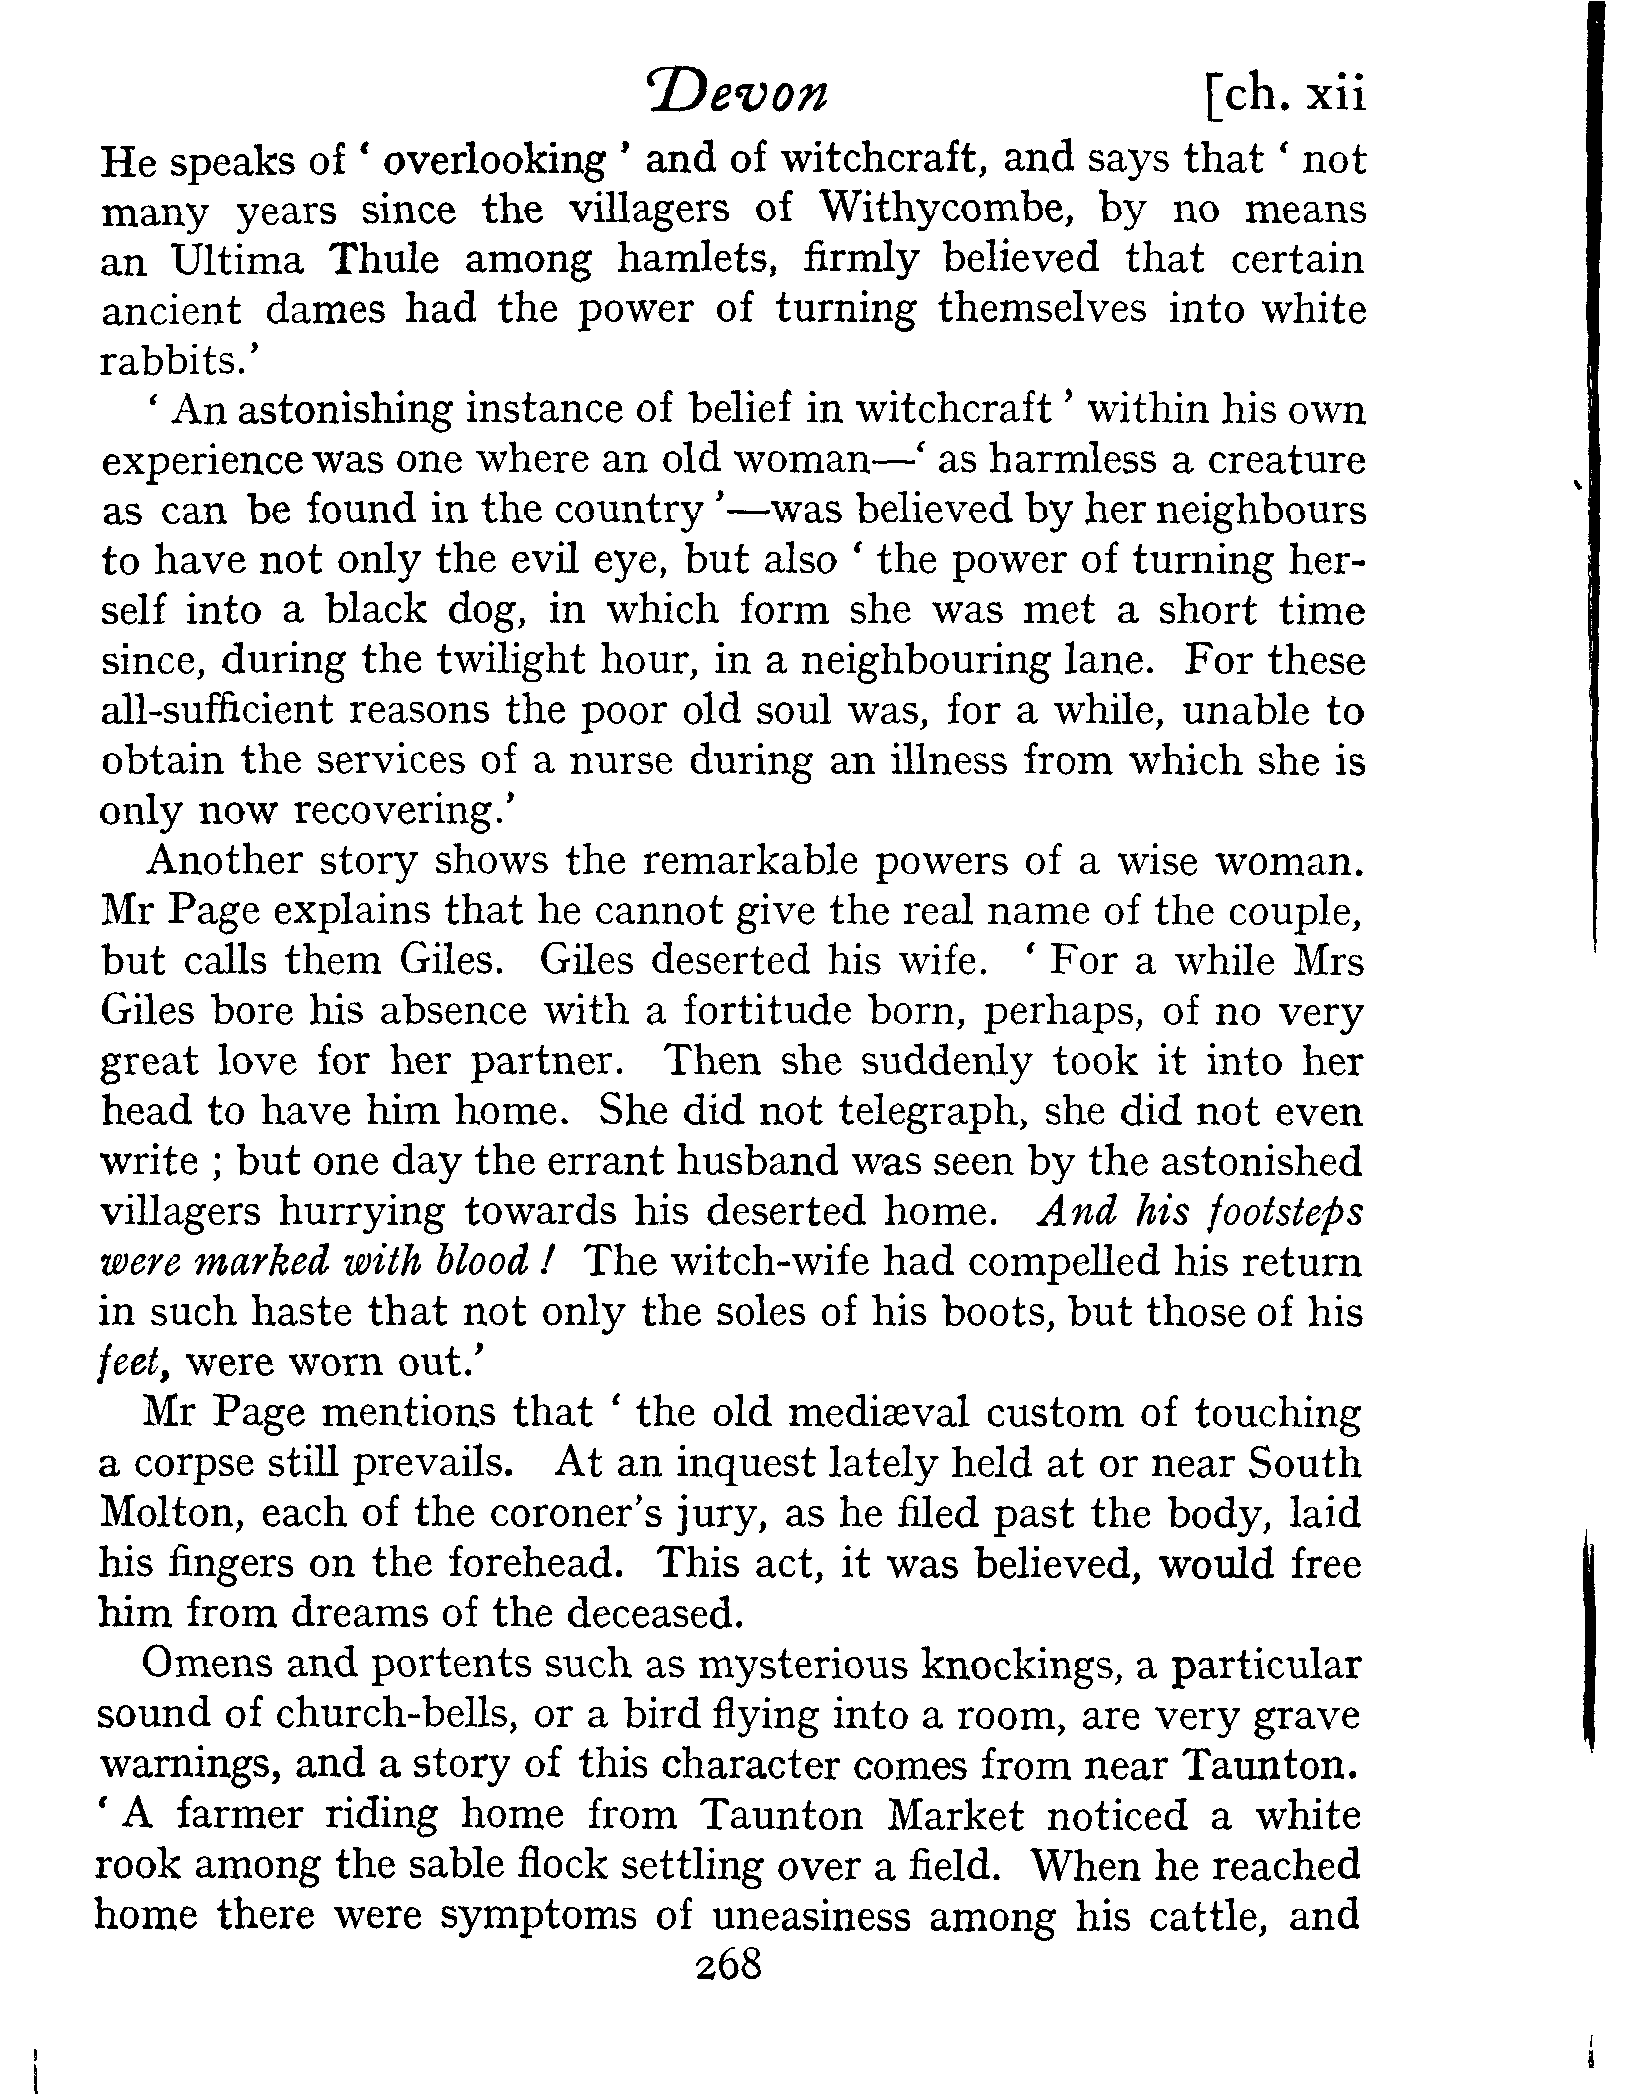 Devon [ch. xii
He speaks of ‘ overlooking ’ and of witchcraft, and says that ‘ not
many years since the villagers of Withycombe, by no means
an Ultima Thule among hamlets, firmly believed that certain
ancient dames had the power of turning themselves into white
rabbits.’
‘ An astonishing instance of belief in witchcraft ’ within his own
experience was one where an old woman—‘ as harmless a creature
as can be found in the country ’—was believed by her neighbours
to have not only the evil eye, but also ‘ the power of turning her-
self into a black dog, in which form she was met a short time
since, during the twilight hour, in a neighbouring lane. For these
all-sufficient reasons the poor old soul was, for a while, unable to
obtain the services of a nurse during an illness from which she is
only now recovering.’
Another story shows the remarkable powers of a wise woman.
Mr Page explains that he cannot give the real name of the couple,
but calls them Giles. Giles deserted his wife. ‘ For a while Mrs
Giles bore his absence with a fortitude born, perhaps, of no very
great love for her partner. Then she suddenly took it into her
head to have him home. She did not telegraph, she did not even
write ; but one day the errant husband was seen by the astonished
villagers hurrying towards his deserted home. And his footsteps
were marked with blood ! The witch-wife had compelled his return
in such haste that not only the soles of his boots, but those of his
feet, were worn out.’
Mr Page mentions that ‘ the old mediæval custom of touching
a corpse still prevails. At an inquest lately held at or near South
Molton, each of the coroner’s jury, as he filed past the body, laid
his fingers on the forehead. This act, it was believed, would free
him from dreams of the deceased.
Omens and portents such as mysterious knockings, a particular
sound of church-bells, or a bird flying into a room, are very grave
warnings, and a story of this character comes from near Taunton.
‘ A farmer riding home from Taunton Market noticed a white
rook among the sable flock settling over a field. When he reached
home there were symptoms of uneasiness among his cattle, and
268